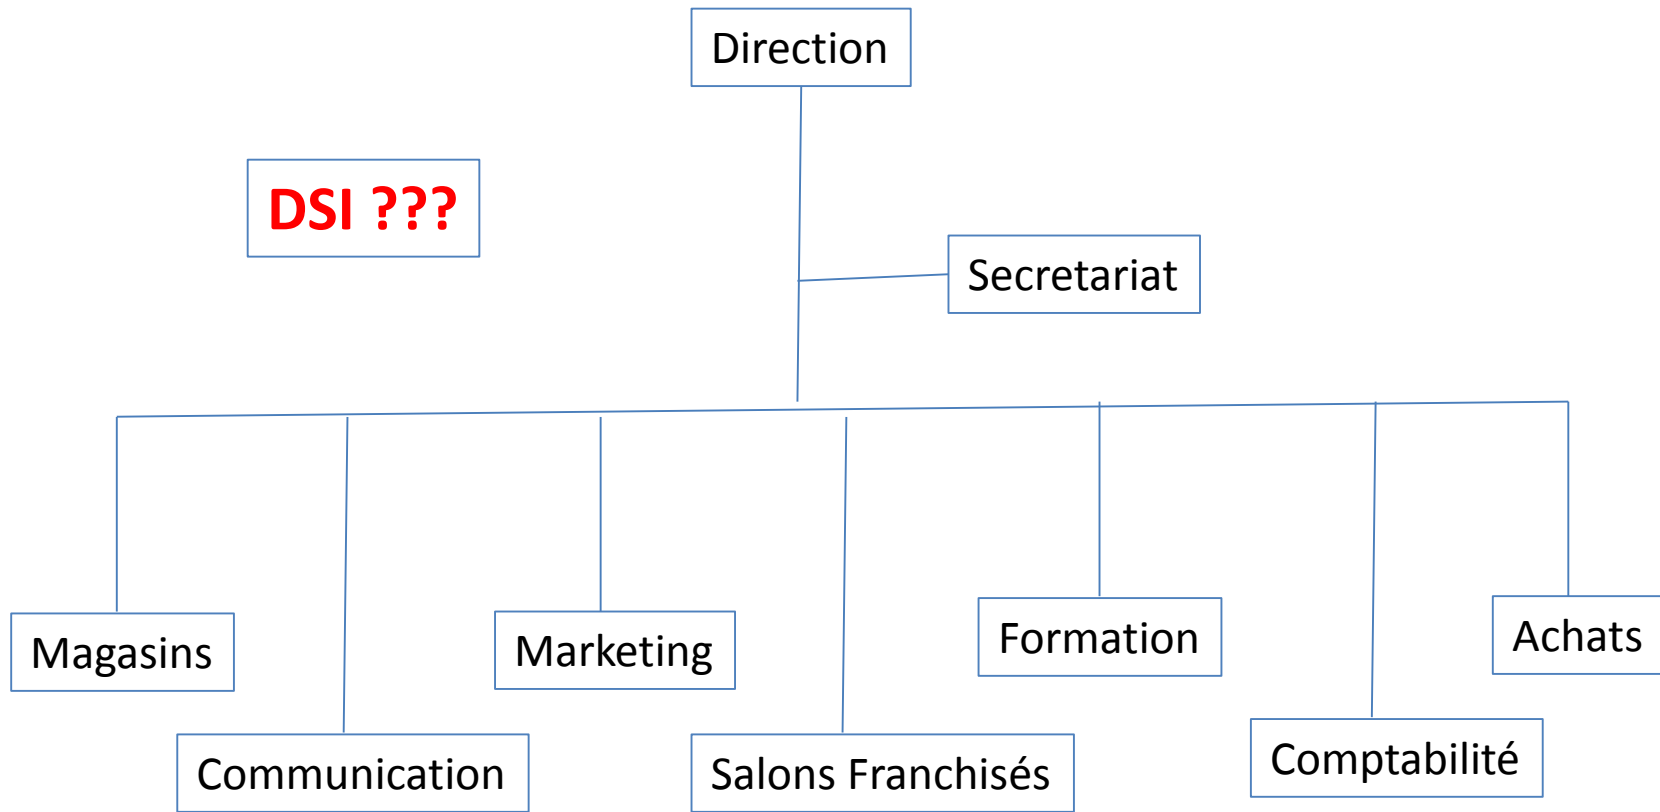 Direction
DSI ???
Secretariat
Magasins
Marketing
Formation
Achats
Communication
Salons Franchisés
Comptabilité